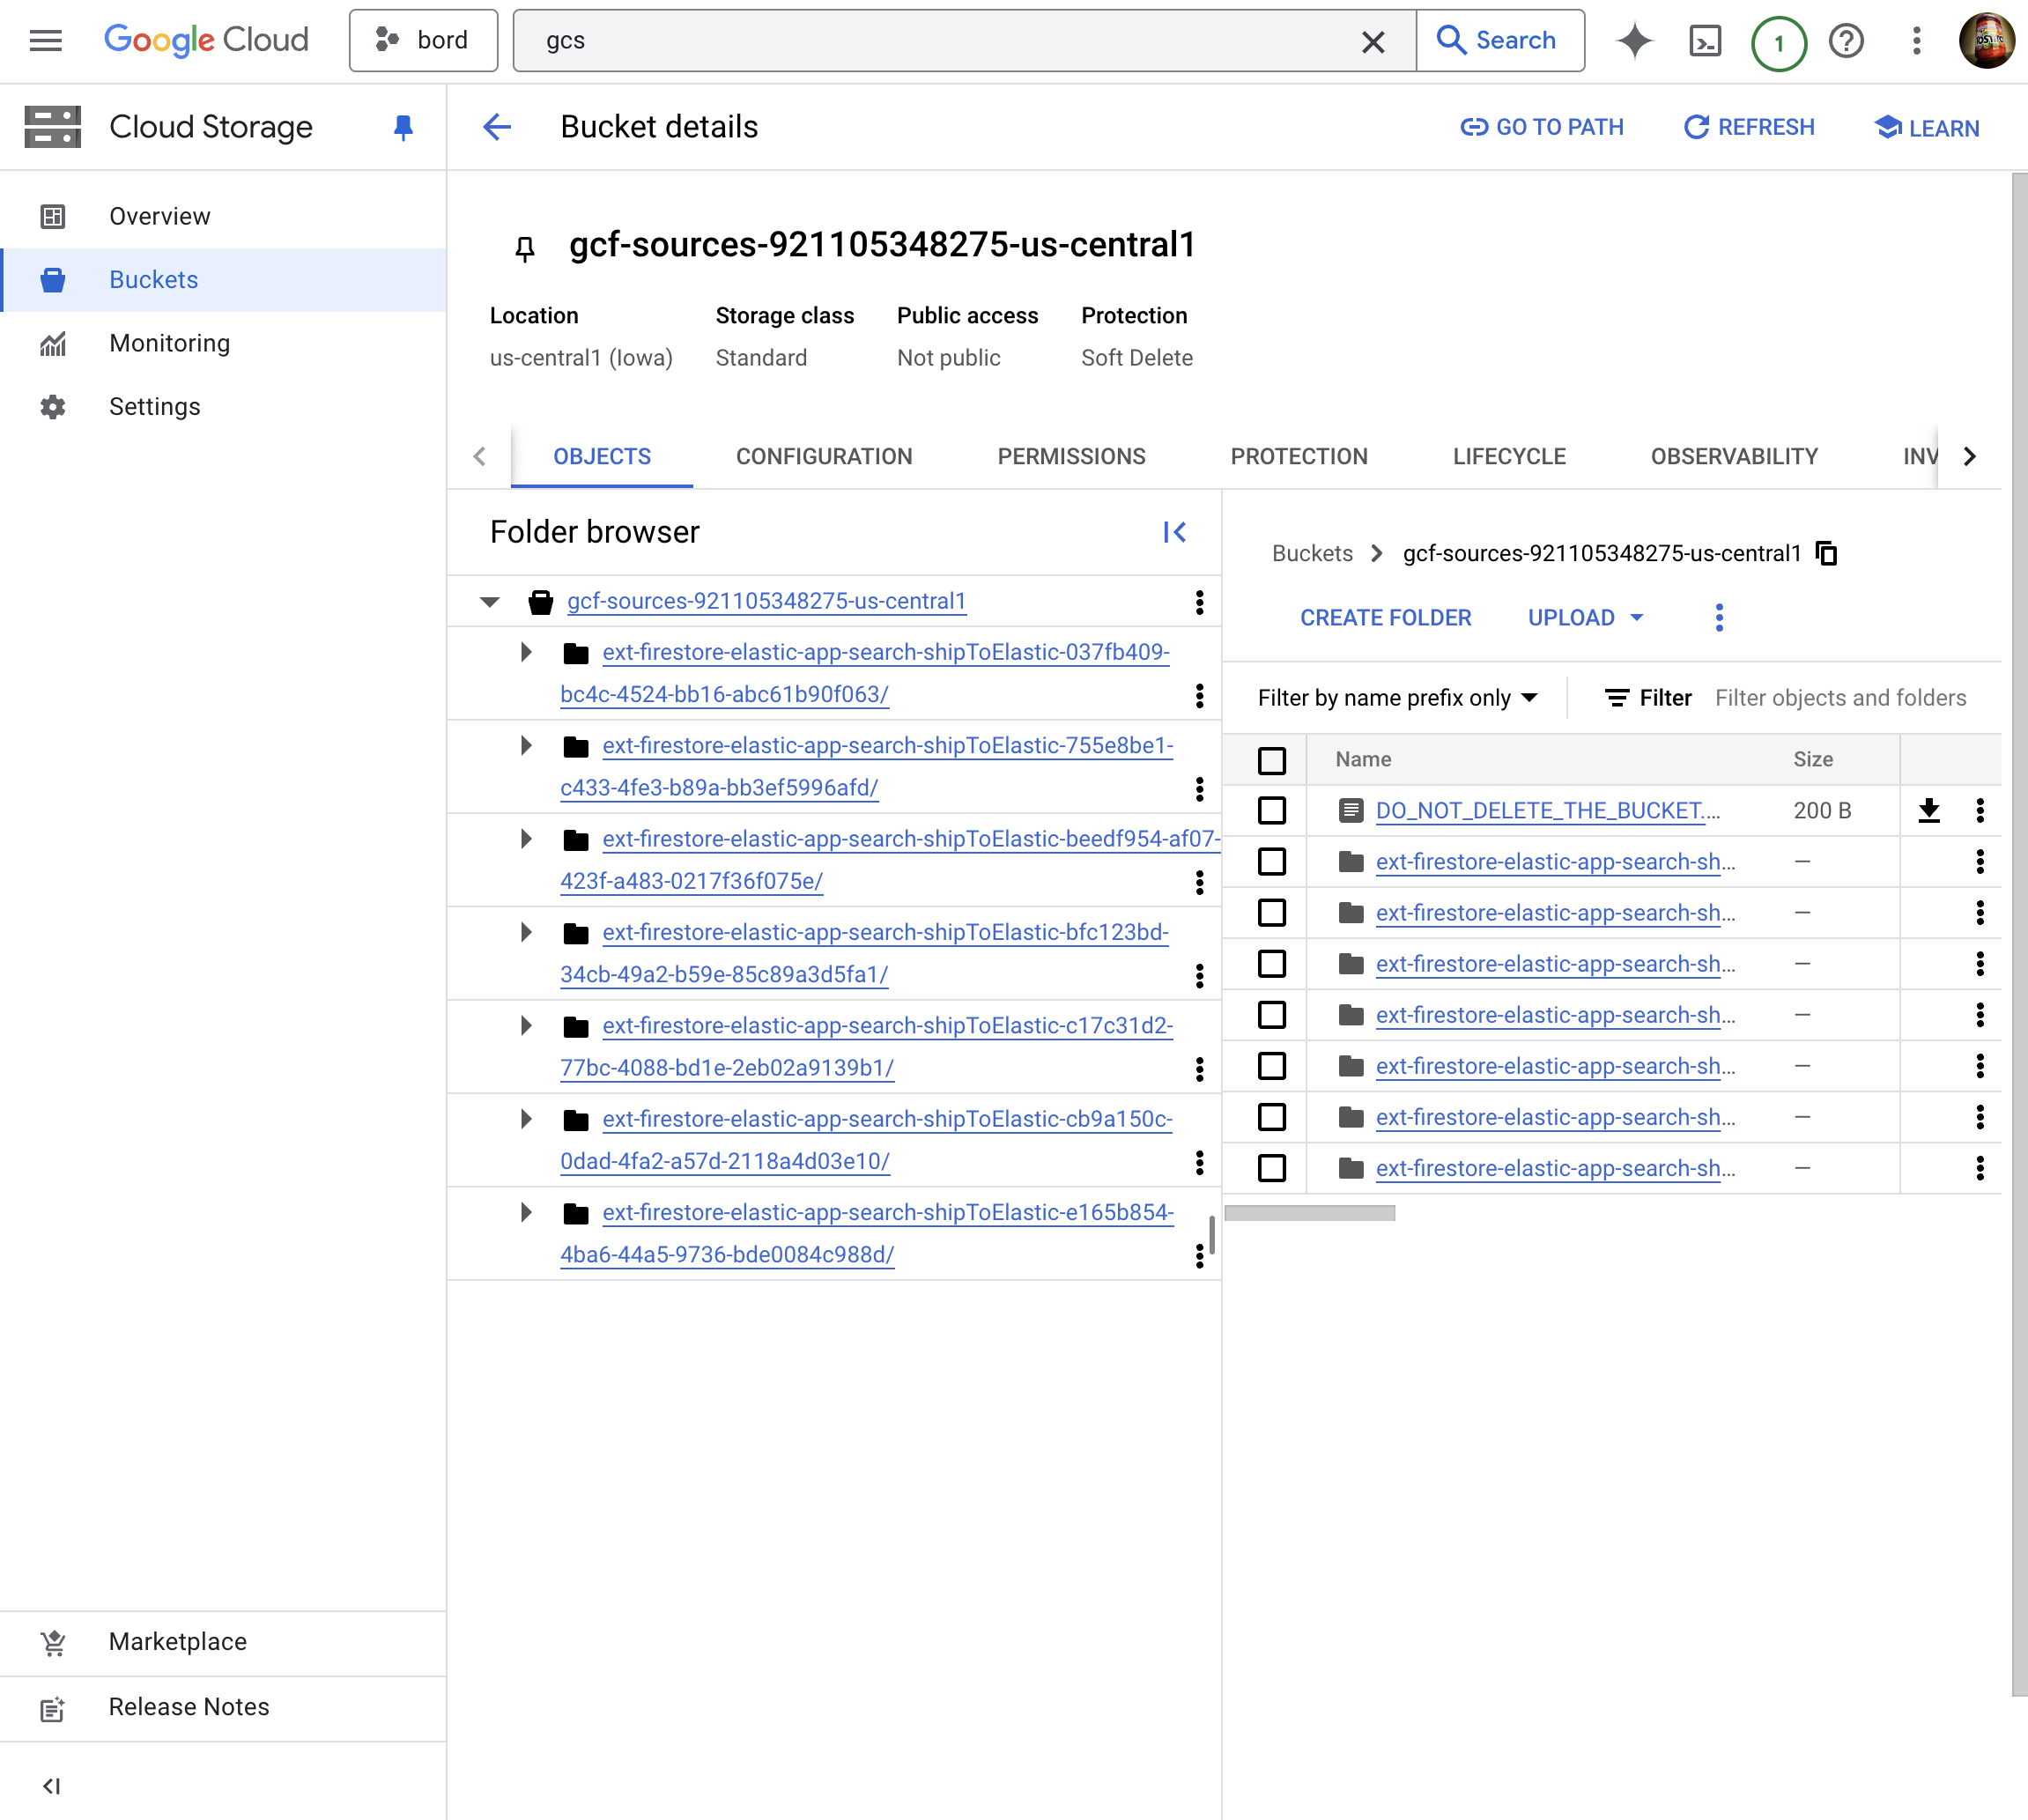 Google Cloud
bord
gcs
Search
1
Cloud Storage
Bucket details
GO TO PATH
REFRESH
LEARN
Overview
Buckets
Monitoring
Settings
gcf-sources-921105348275-us-central1
Location
Storage class
Public access
Protection
us-central1 (Iowa)
Standard
Not public
Soft Delete
OBJECTS
CONFIGURATION
PERMISSIONS
PROTECTION
LIFECYCLE
OBSERVABILITY
INV
Folder browser
gcf-sources-921105348275-us-central1
ext-firestore-elastic-app-search-shipToElastic-037fb409-
bc4c-4524-bb16-abc61b90f063/
ext-firestore-elastic-app-search-shipToElastic-755e8be1-
c433-4fe3-b89a-bb3ef5996afd/
ext-firestore-elastic-app-search-shipToElastic-beedf954-af07-
423f-a483-0217f36f075e/
ext-firestore-elastic-app-search-shipToElastic-bfc123bd-
34cb-49a2-b59e-85c89a3d5fa1/
ext-firestore-elastic-app-search-shipToElastic-c17c31d2-
77bc-4088-bd1e-2eb02a9139b1/
ext-firestore-elastic-app-search-shipToElastic-cb9a150c-
0dad-4fa2-a57d-2118a4d03e10/
ext-firestore-elastic-app-search-shipToElastic-e165b854-
4ba6-44a5-9736-bde0084c988d/
Buckets > gcf-sources-921105348275-us-central1
CREATE FOLDER
UPLOAD
Filter by name prefix only
Filter
Filter objects and folders
Name
Size
DO_NOT_DELETE_THE_BUCKET.... 200 B
ext-firestore-elastic-app-search-sh... —
ext-firestore-elastic-app-search-sh... —
ext-firestore-elastic-app-search-sh... —
ext-firestore-elastic-app-search-sh... —
ext-firestore-elastic-app-search-sh... —
ext-firestore-elastic-app-search-sh... —
ext-firestore-elastic-app-search-sh... —
Marketplace
Release Notes